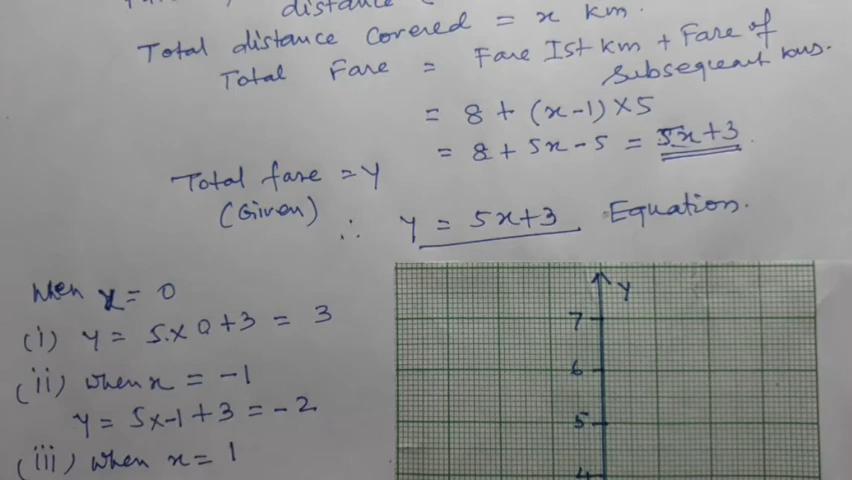 distance
Total distance Covered = x km.
Total Fare = Fare Ist km + Fare of
subsequent kms.
= 8 + (x-1) × 5
= 8 + 5x - 5 = 5x+3
Total fare = Y
(Given) ∴ y = 5x+3 Equation.
When x = 0
(i) y = 5×0+3 = 3
(ii) when x = -1
y = 5×-1+3 = -2
(iii) when x = 1
Y
7
6
5
4